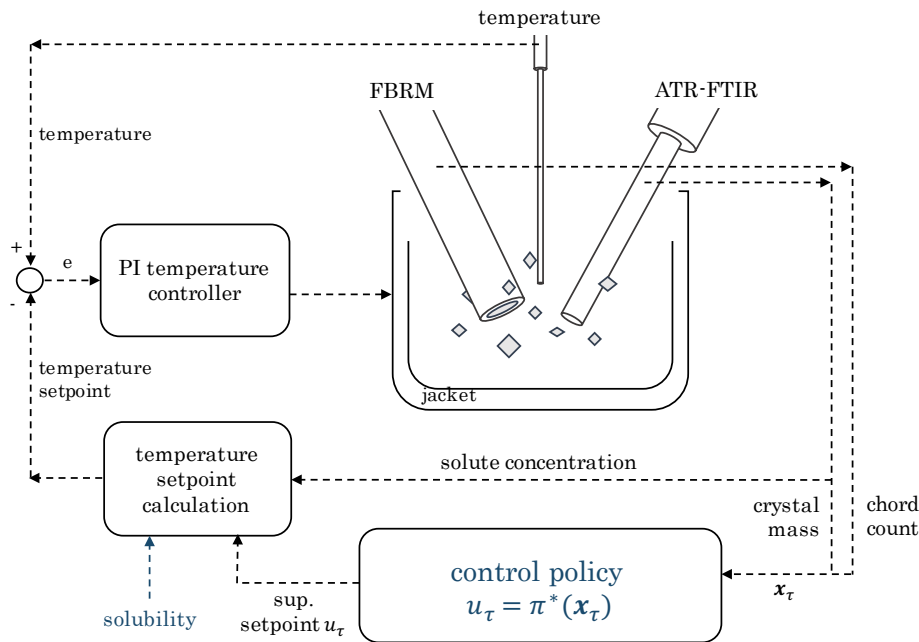 temperature
FBRM
ATR-FTIR
temperature
+
e
-
PI temperature
controller
temperature
setpoint
jacket
temperature
setpoint
calculation
solute concentration
crystal
mass
chord
count
control policy
u_τ = π*(x_τ)
x_τ
sup.
setpoint u_τ
solubility